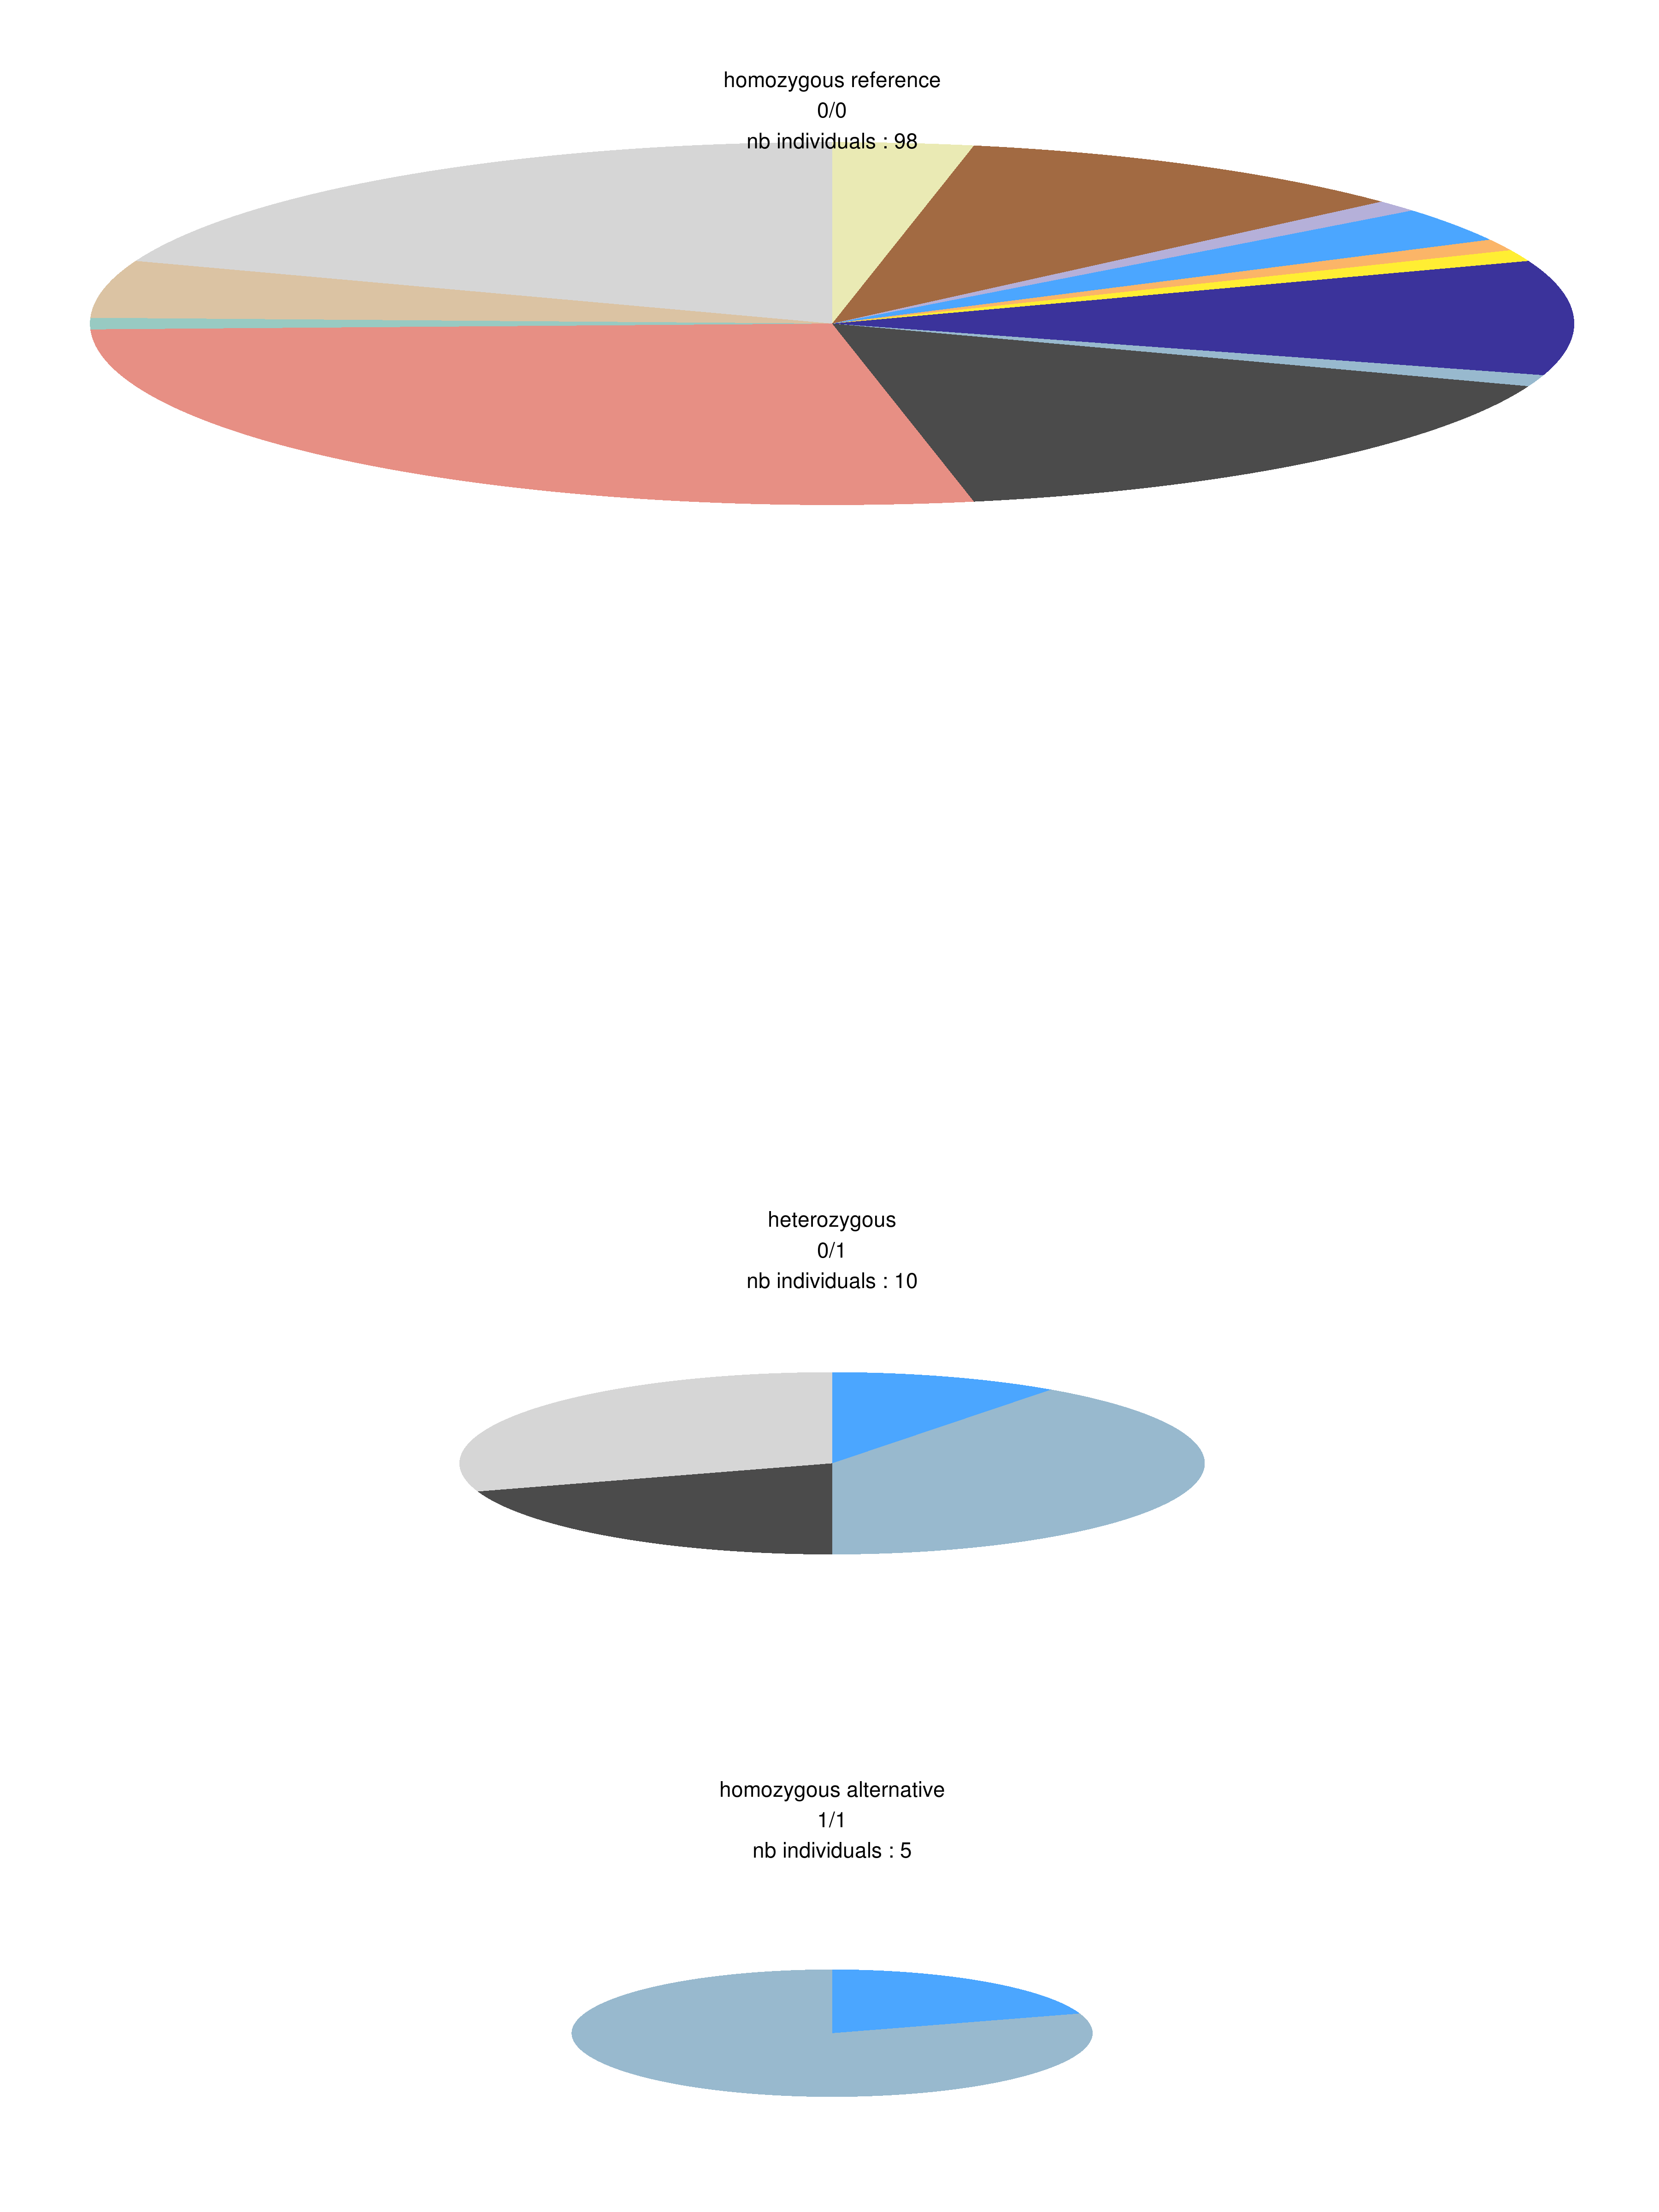 homozygous reference
0/0
nb individuals : 98
heterozygous
0/1
nb individuals : 10
homozygous alternative
1/1
nb individuals : 5